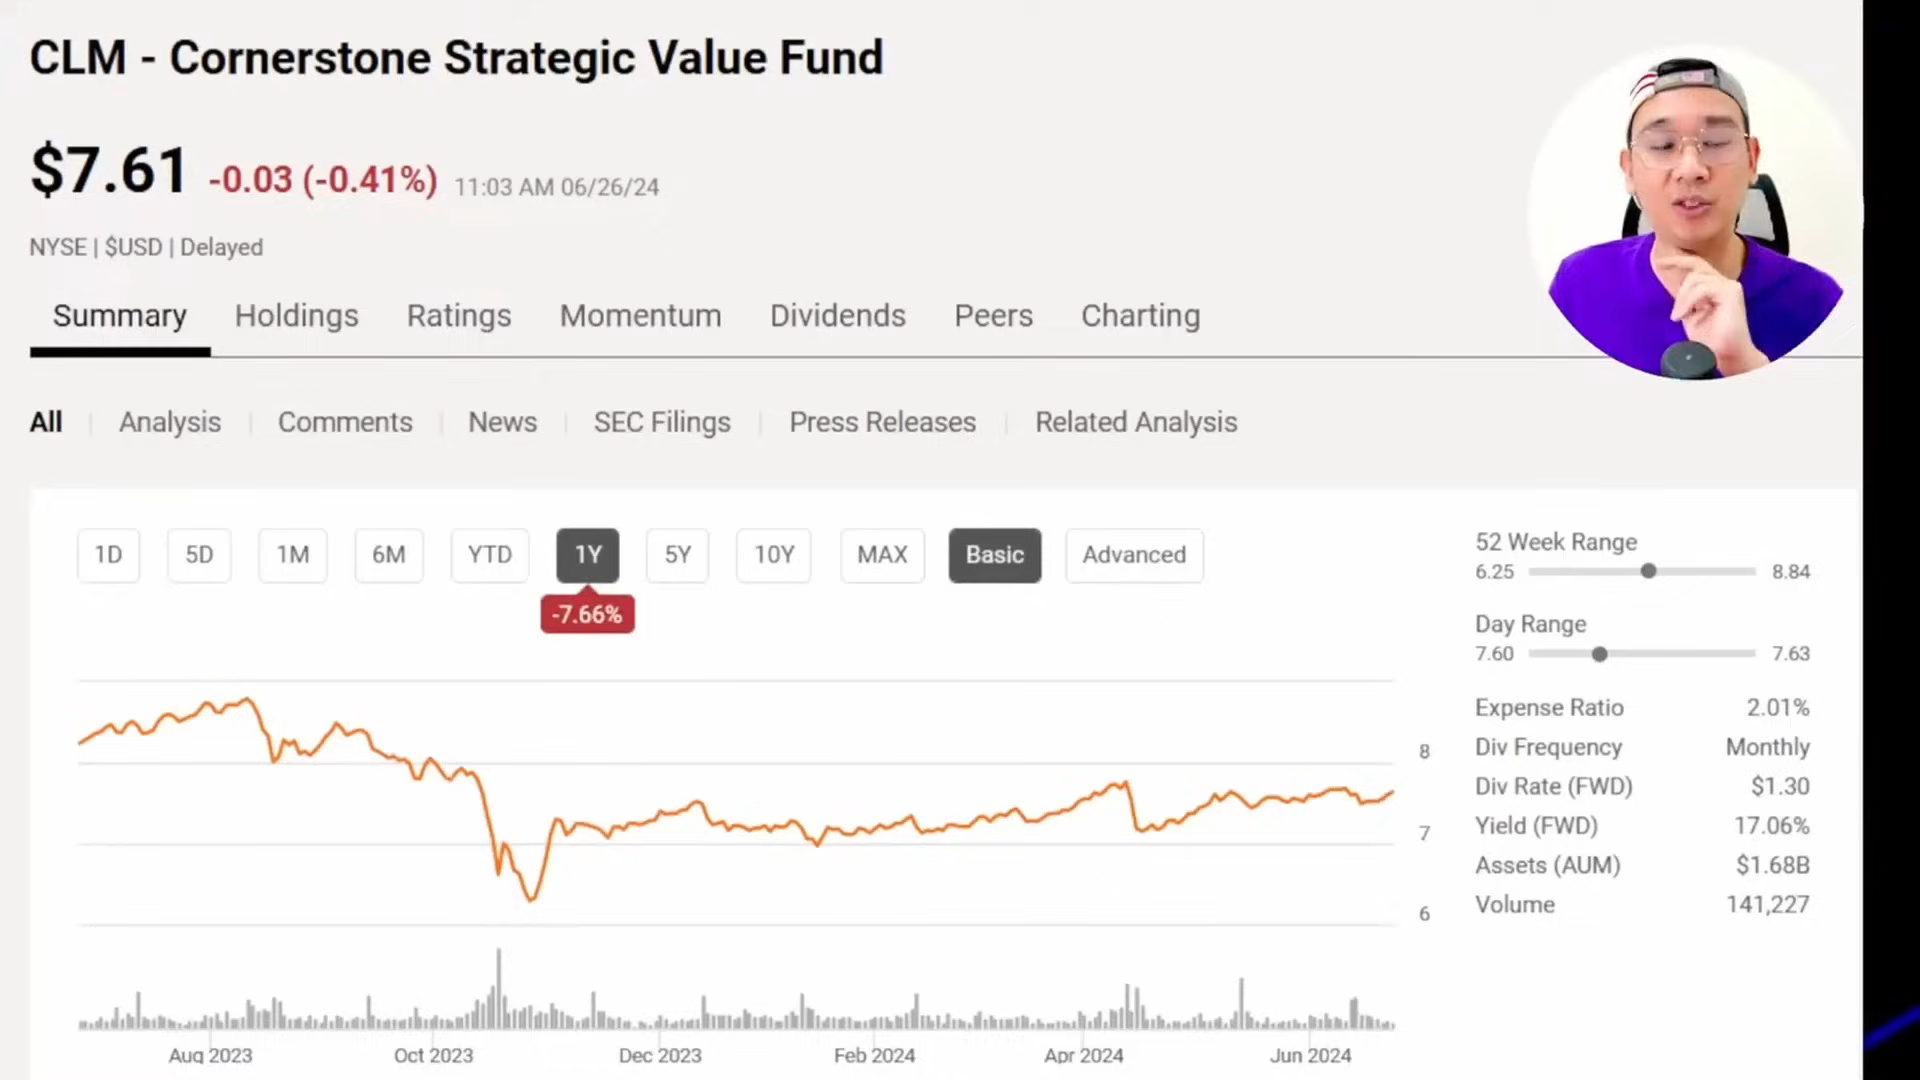 CLM - Cornerstone Strategic Value Fund
$7.61 -0.03 (-0.41%) 11:03 AM 06/26/24
NYSE | $USD | Delayed
Summary Holdings Ratings Momentum Dividends Peers Charting
All | Analysis | Comments | News | SEC Filings | Press Releases | Related Analysis
1D 5D 1M 6M YTD 1Y 5Y 10Y MAX Basic Advanced
-7.66%
8
7
6
Aug 2023 Oct 2023 Dec 2023 Feb 2024 Apr 2024 Jun 2024
52 Week Range
6.25 8.84
Day Range
7.60 7.63
Expense Ratio 2.01%
Div Frequency Monthly
Div Rate (FWD) $1.30
Yield (FWD) 17.06%
Assets (AUM) $1.68B
Volume 141,227